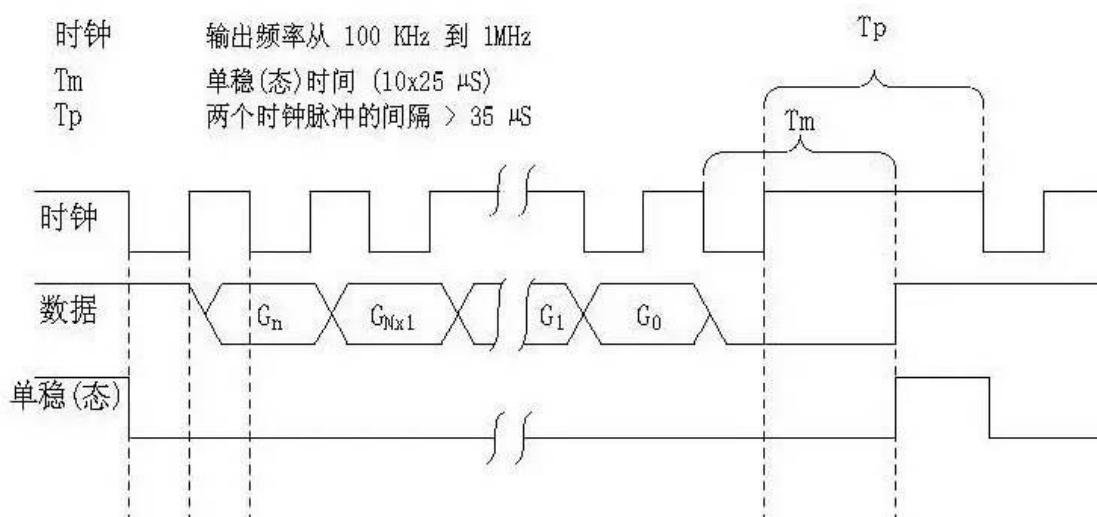 时钟 输出频率从 100 KHz 到 1MHz
Tm 单稳(态)时间 (10x25 μS)
Tp 两个时钟脉冲的间隔 > 35 μS
Tp
Tm
时钟
数据 Gn GNx1 G1 G0
单稳(态)